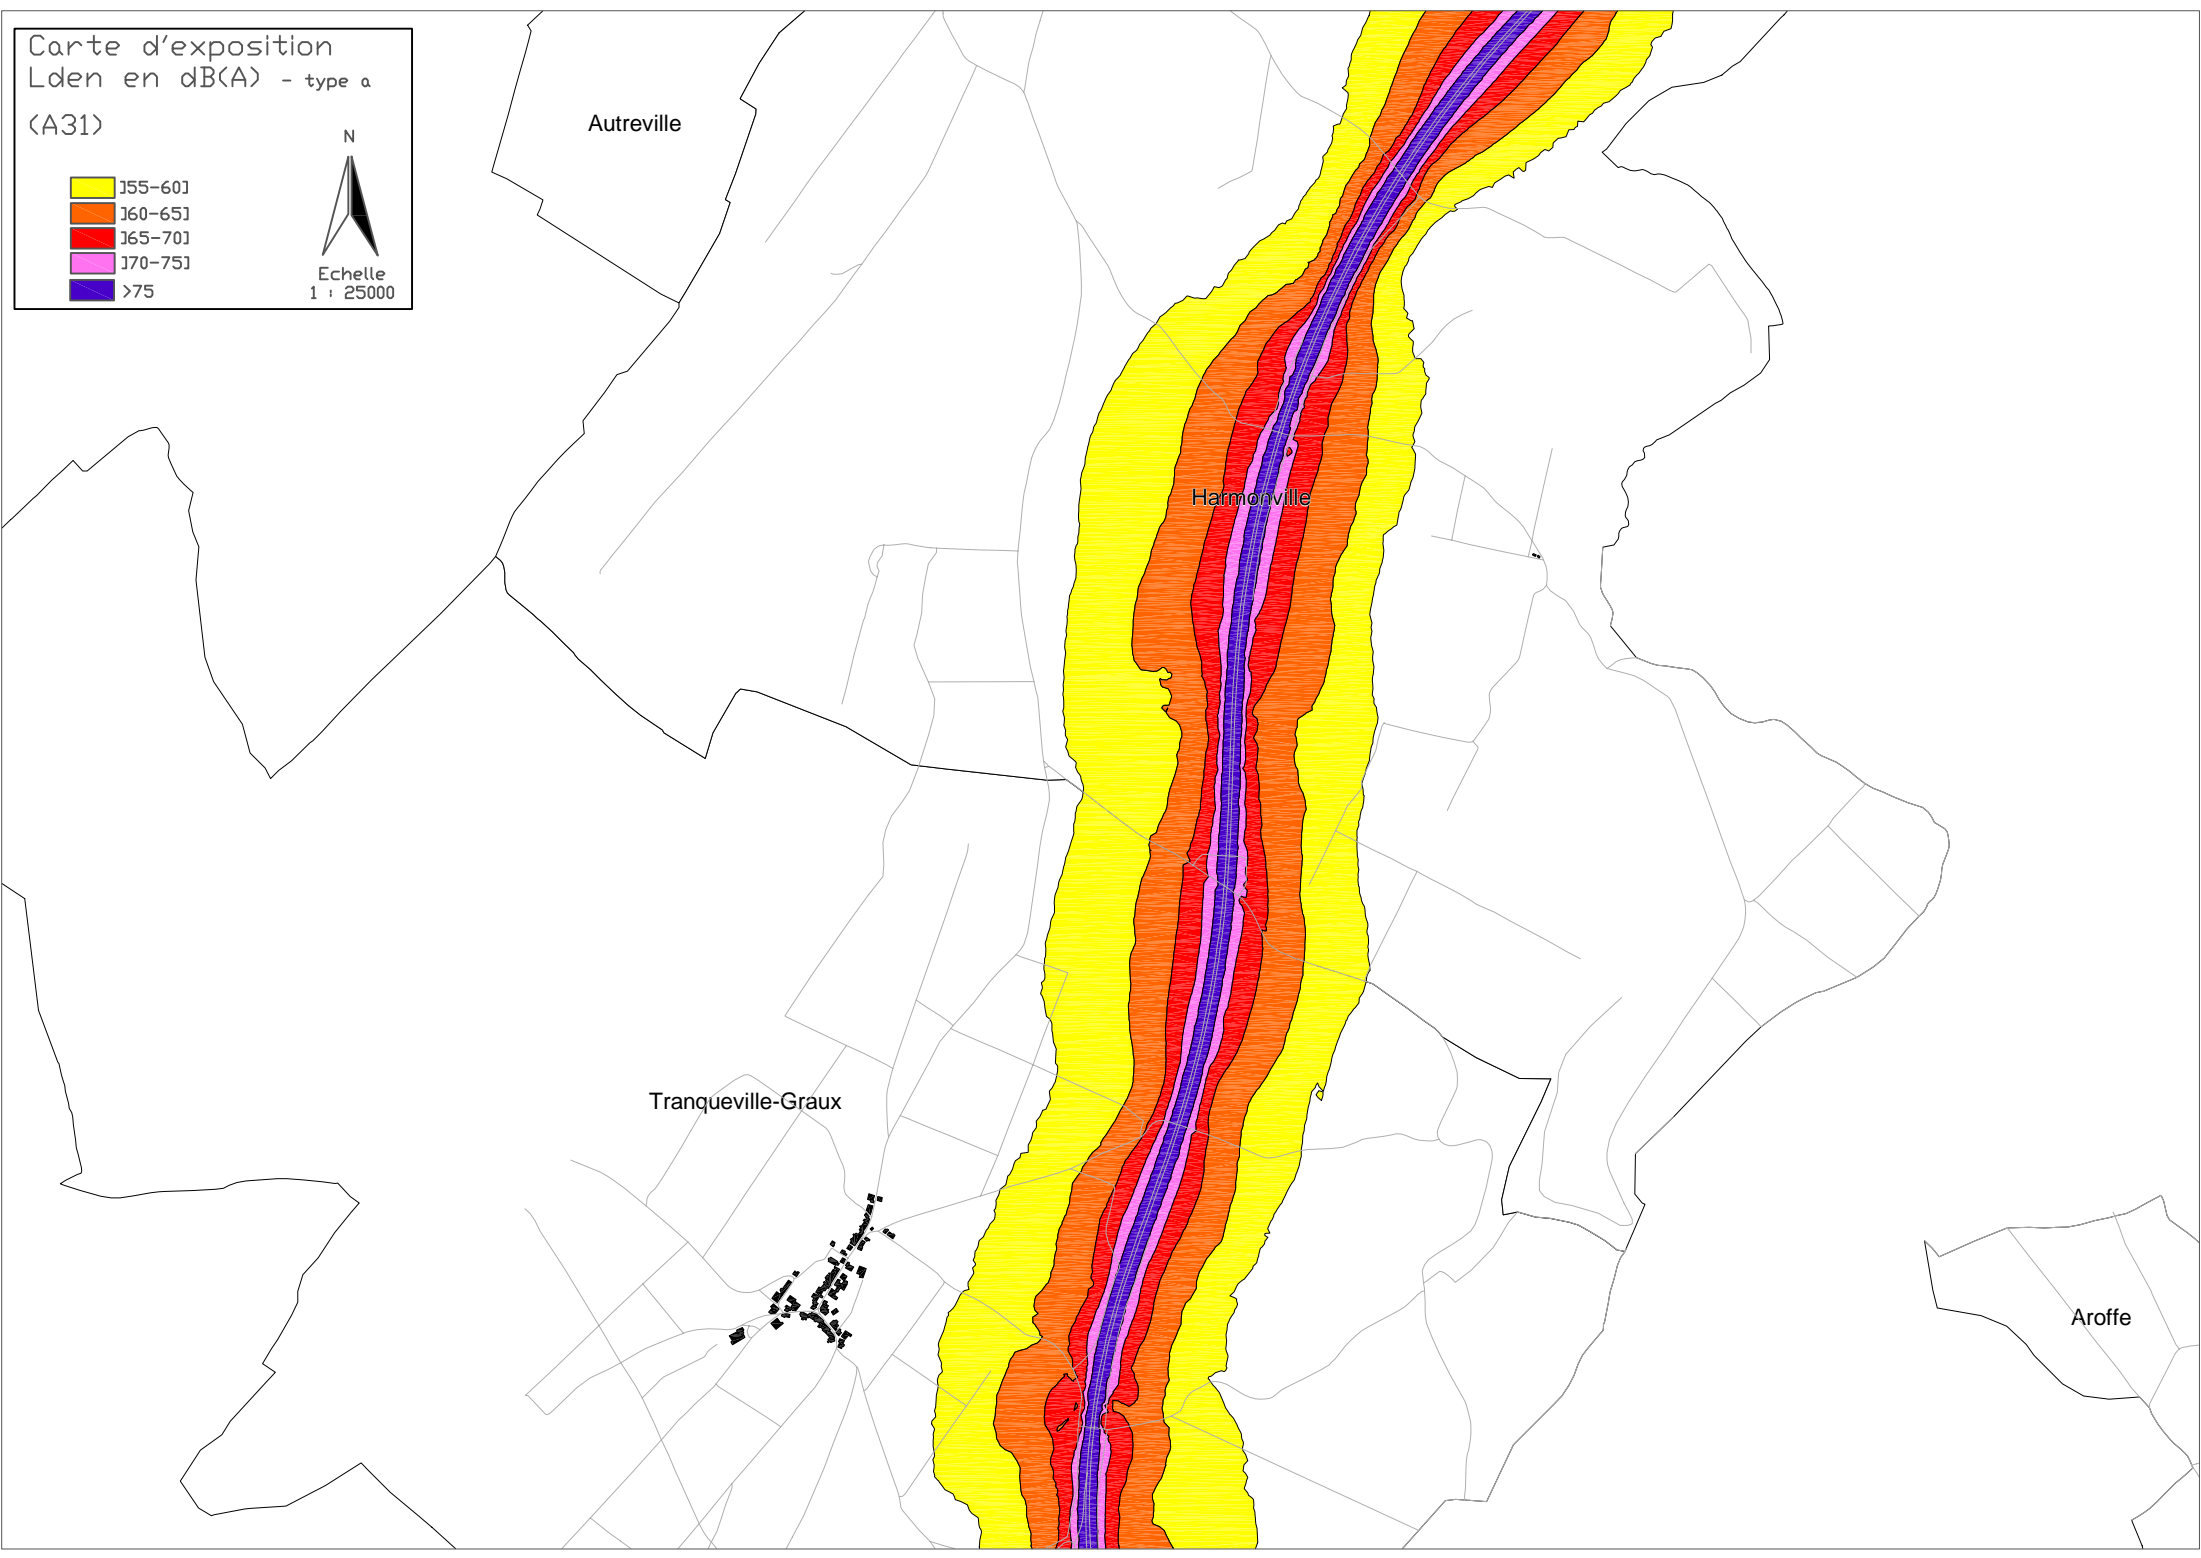 Carte d'exposition
Lden en dB(A) - type a
(A31)
N
]55-60]
]60-65]
]65-70]
]70-75]
>75
Echelle
1 : 25000
Autreville
Harmonville
Tranqueville-Graux
Aroffe